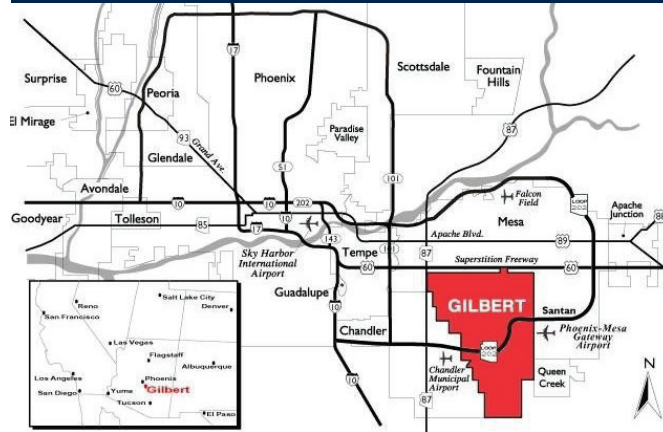 17
Surprise
60
Peoria
Phoenix
Scottsdale
Fountain
Hills
El Mirage
93
Grand Ave.
Paradise
Valley
87
Glendale
51
101
Avondale
10
10
202
Falcon
Field
LOOP
202
Apache
Junction
88
Goodyear
Tolleson
85
17
10
143
Tempe
101
Mesa
Apache Blvd.
89
87
Sky Harbor
International
Airport
60
Superstition Freeway
60
Guadalupe
10
GILBERT
Santan
Chandler
LOOP
202
Phoenix-Mesa
Gateway
Airport
Chandler
Municipal
Airport
Queen
Creek
10
87
N
Reno
Salt Lake City
Denver
San Francisco
Las Vegas
Flagstaff
Albuquerque
Los Angeles
Phoenix
Gilbert
San Diego
Yuma
Tucson
El Paso